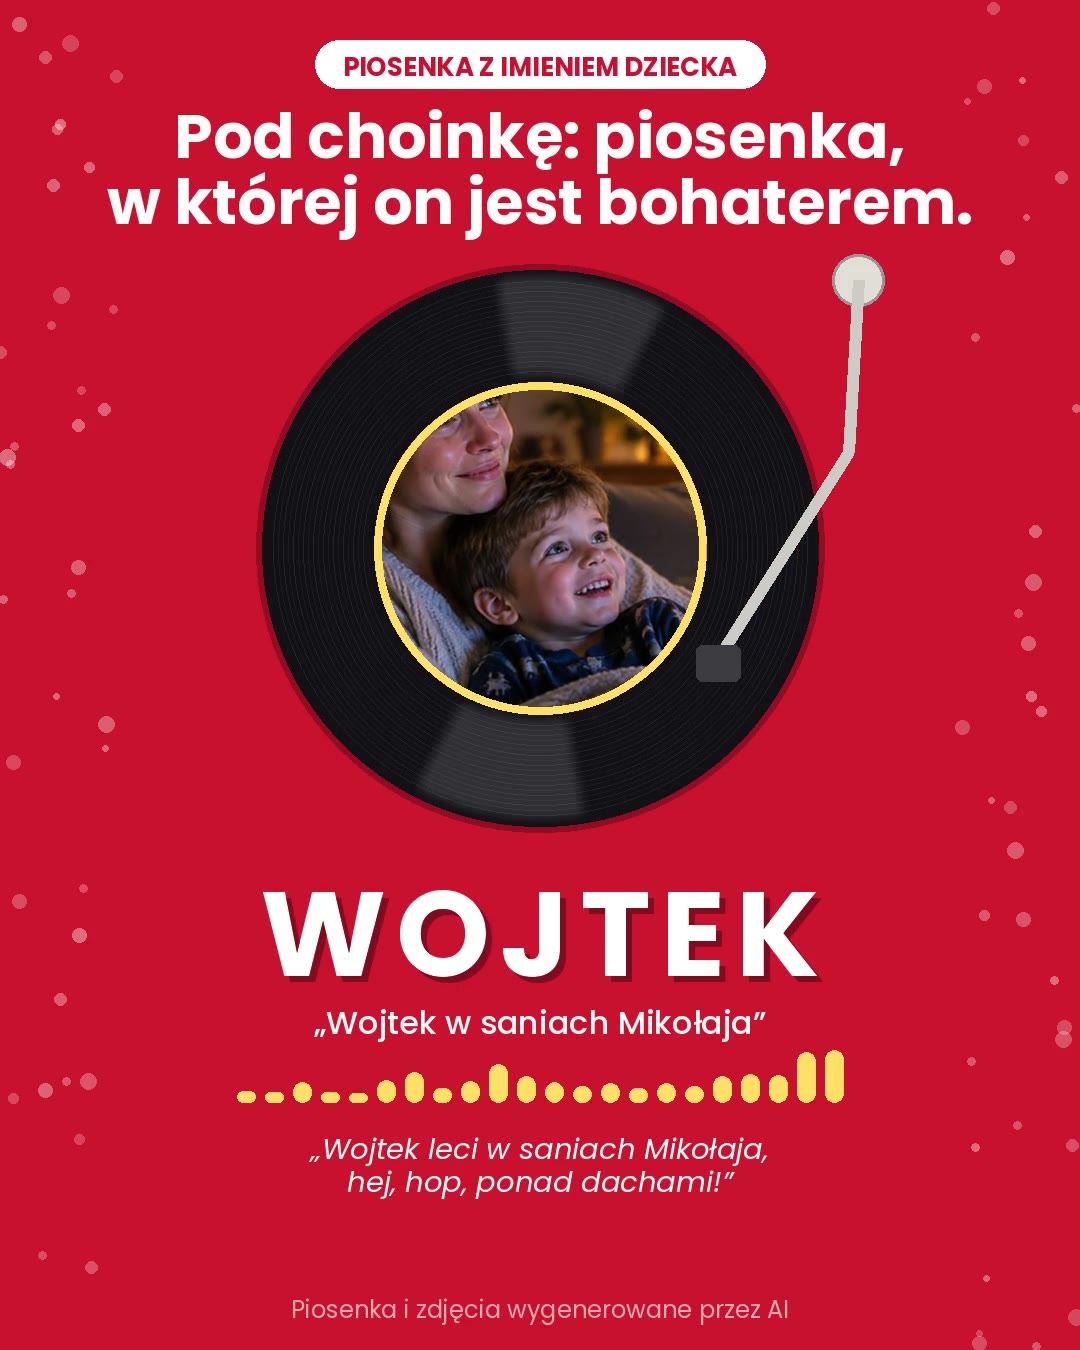 PIOSENKA Z IMIENIEM DZIECKA
Pod choinkę: piosenka,
w której on jest bohaterem.
WOJTEK
„Wojtek w saniach Mikołaja”
„Wojtek leci w saniach Mikołaja,
hej, hop, ponad dachami!”
Piosenka i zdjęcia wygenerowane przez AI